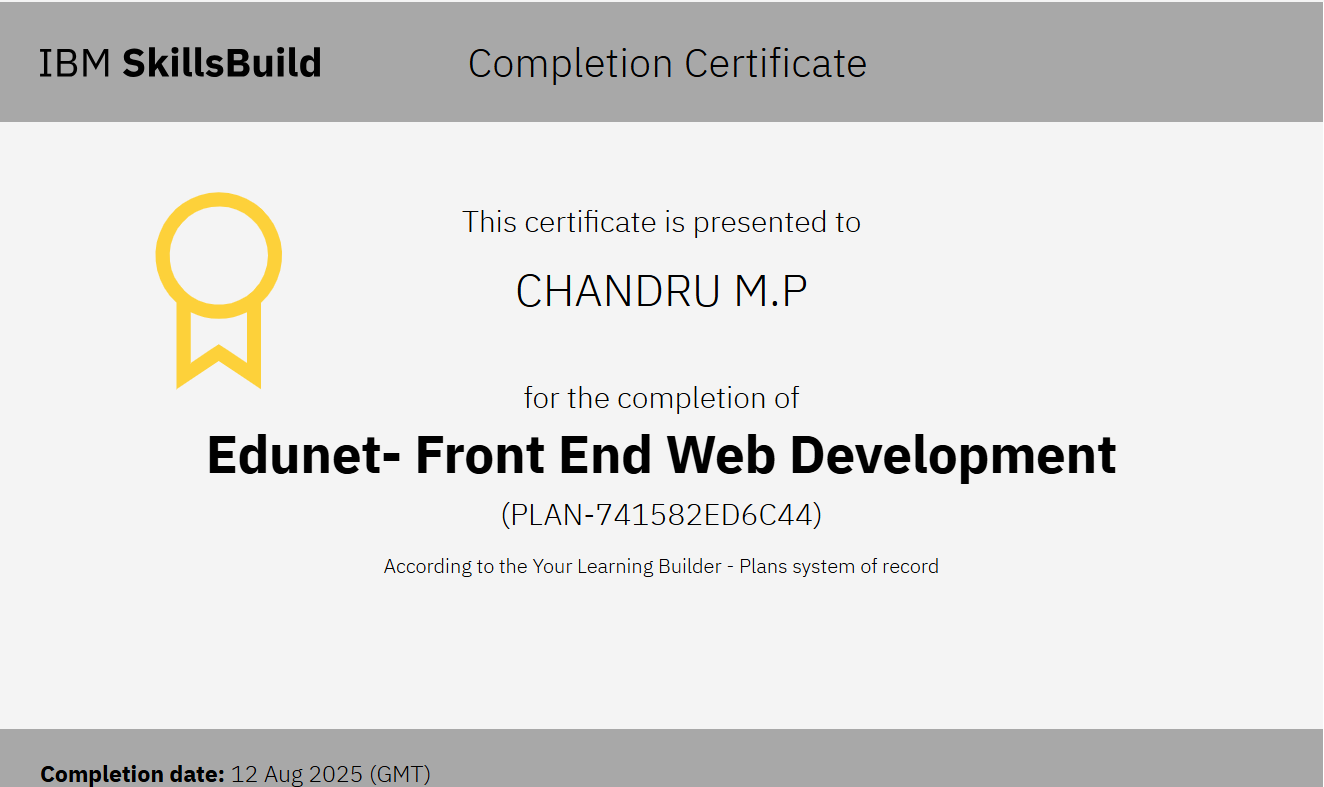 IBM SkillsBuild
Completion Certificate
This certificate is presented to
CHANDRU M.P
for the completion of
Edunet- Front End Web Development
(PLAN-741582ED6C44)
According to the Your Learning Builder - Plans system of record
Completion date: 12 Aug 2025 (GMT)